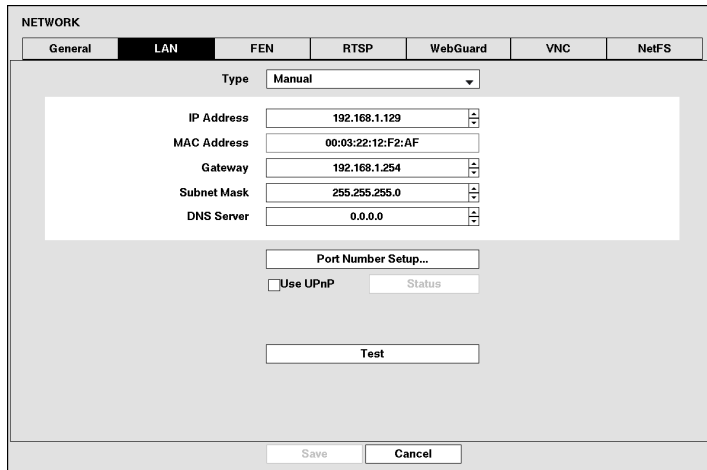 NETWORK
General LAN FEN RTSP WebGuard VNC NetFS
Type Manual
IP Address 192.168.1.129
MAC Address 00:03:22:12:F2:AF
Gateway 192.168.1.254
Subnet Mask 255.255.255.0
DNS Server 0.0.0.0
Port Number Setup...
Use UPnP Status
Test
Save Cancel